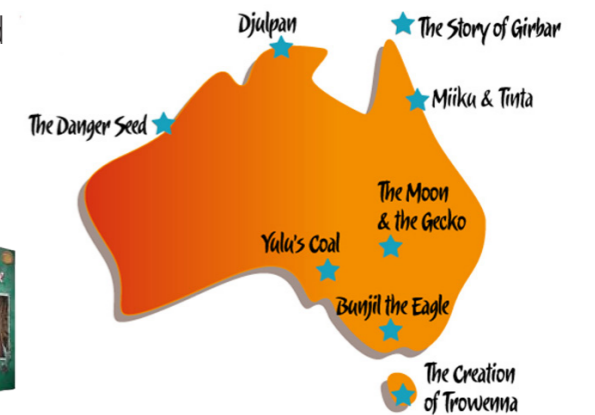 Djulpan
The Story of Girbar
Miiku & Tinta
The Danger Seed
The Moon
& the Gecko
Yulu's Coal
Bunjil the Eagle
The Creation
of Trowenna